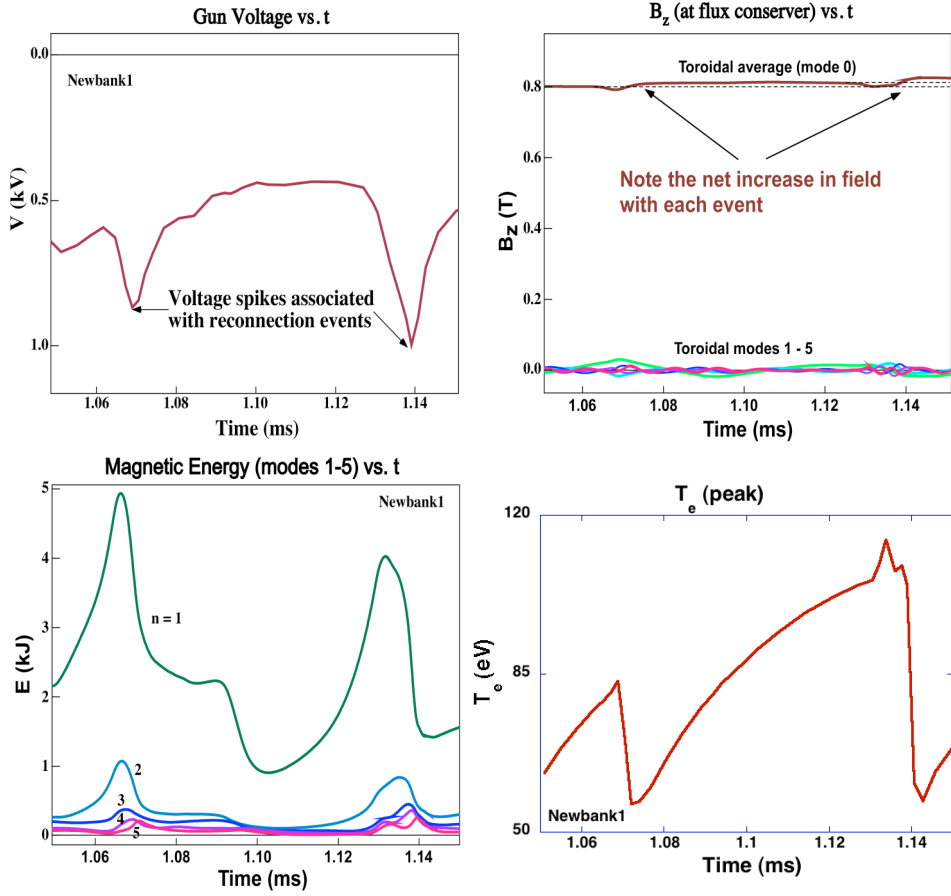 Gun Voltage vs. t
0.0
Newbank1
0.5
V (kV)
Voltage spikes associated
with reconnection events
1.0
1.06
1.08
1.10
1.12
1.14
Time (ms)
B_z (at flux conserver) vs. t
Toroidal average (mode 0)
0.8
0.8
0.4
0.2
0.0
B_z (T)
Note the net increase in field
with each event
Toroidal modes 1 - 5
1.06
1.08
1.10
1.12
1.14
Time (ms)
Magnetic Energy (modes 1-5) vs. t
5
4
3
2
1
0
E (kJ)
Newbank1
n = 1
2
3
4
5
1.06
1.08
1.10
1.12
1.14
Time (ms)
T_e (peak)
120
85
50
T_e (eV)
Newbank1
1.06
1.08
1.1
1.12
1.14
Time (ms)